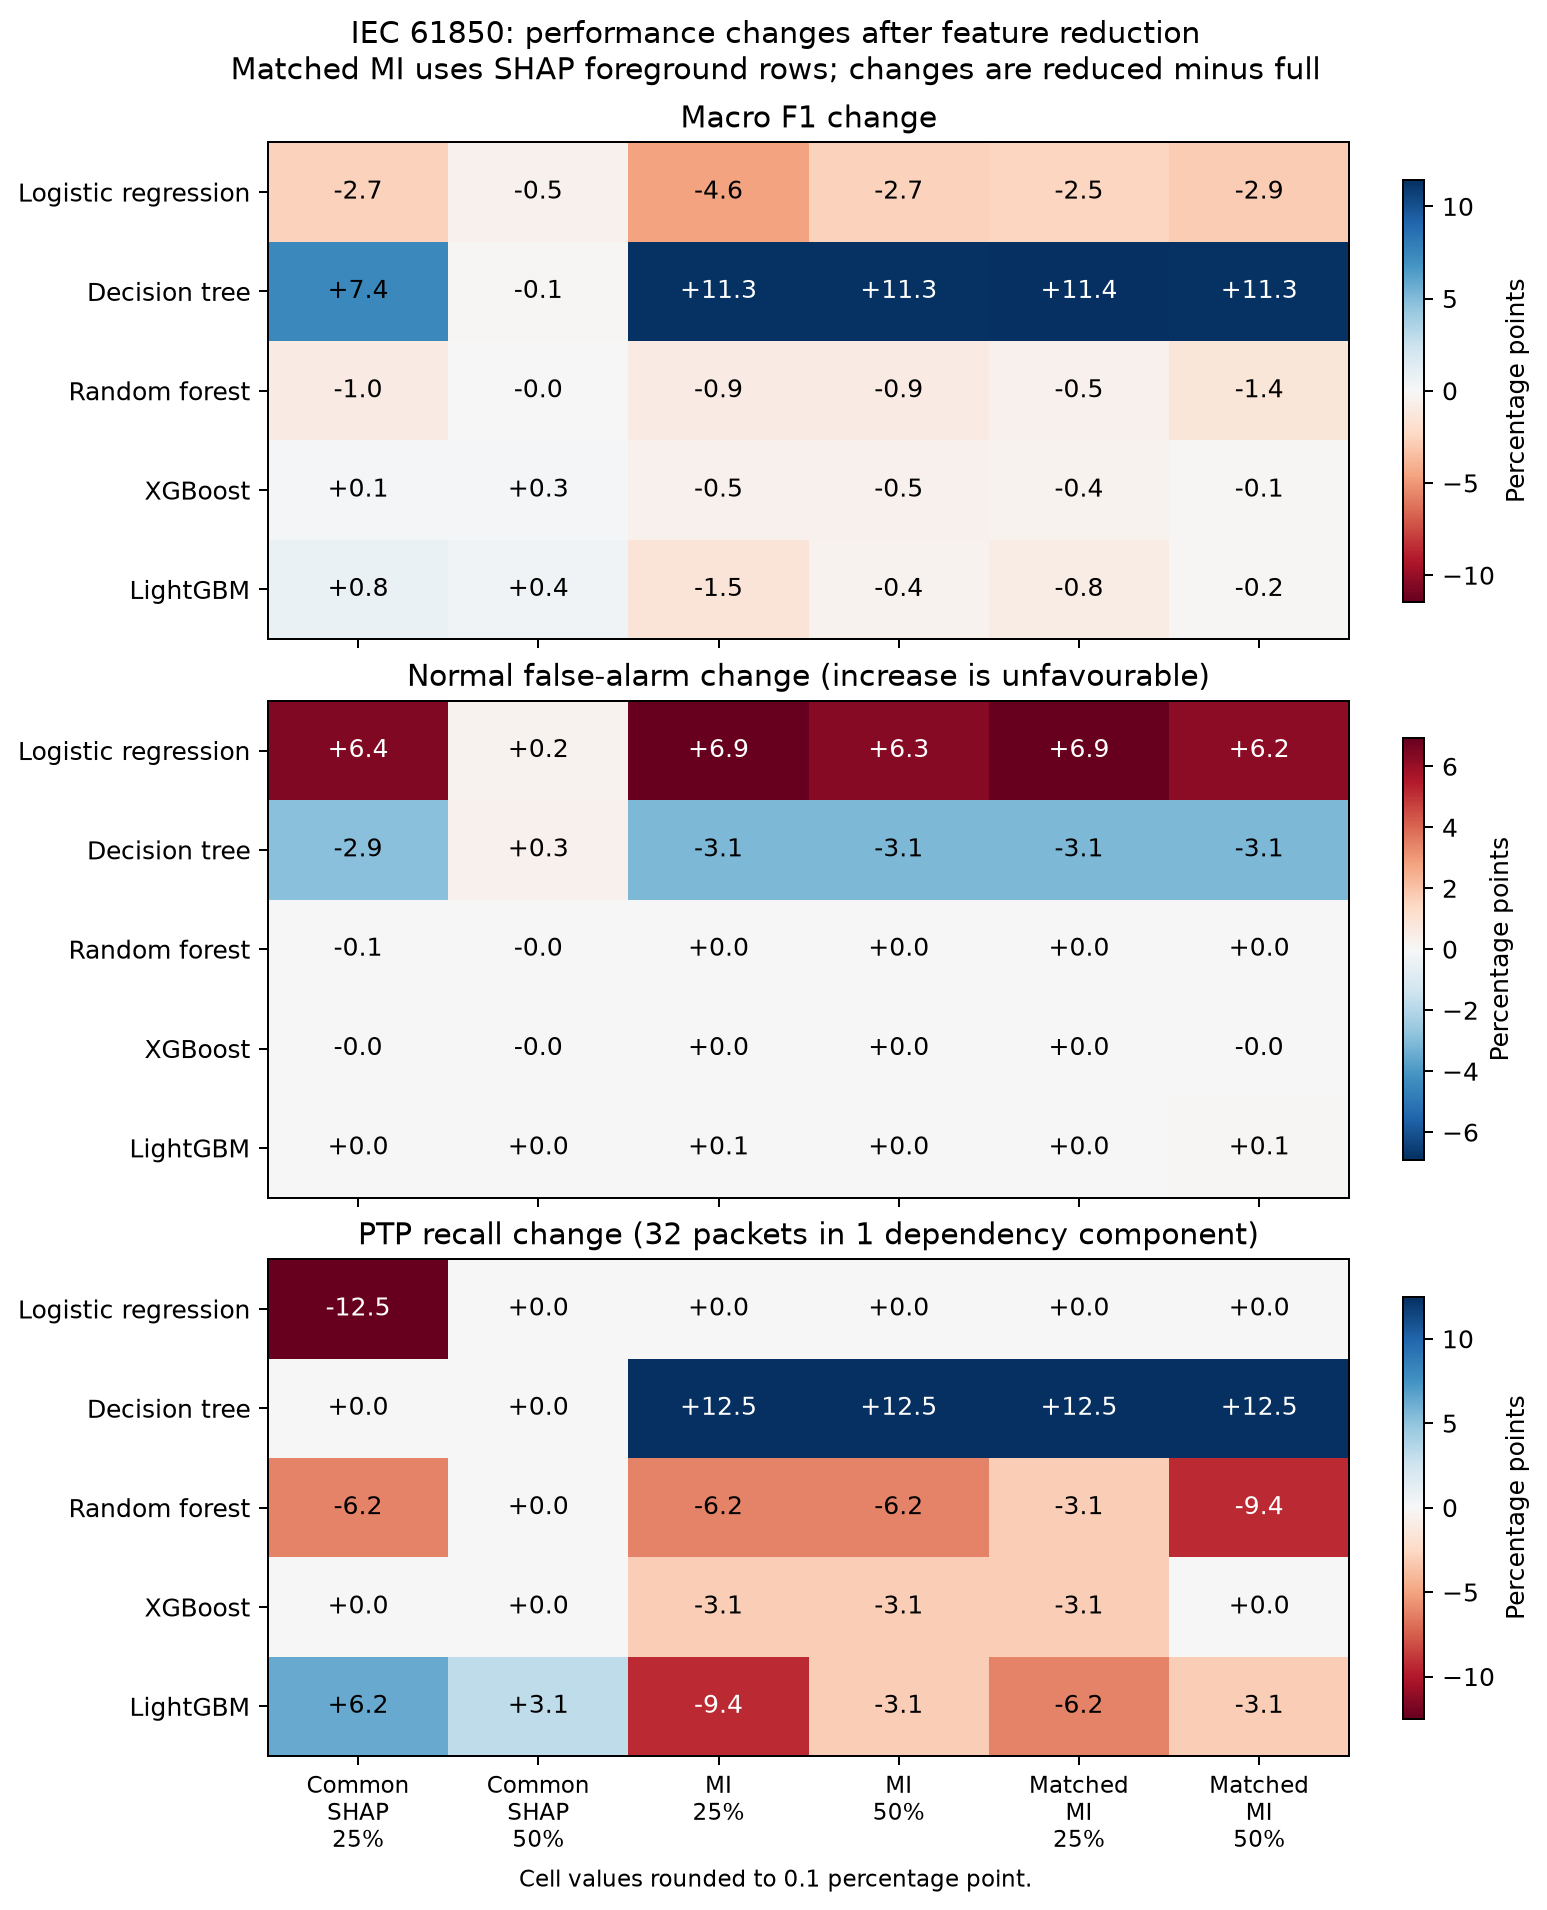 IEC 61850: performance changes after feature reduction
Matched MI uses SHAP foreground rows; changes are reduced minus full
Macro F1 change
Logistic regression -2.7 -0.5 -4.6 -2.7 -2.5 -2.9
Decision tree +7.4 -0.1 +11.3 +11.3 +11.4 +11.3
Random forest -1.0 -0.0 -0.9 -0.9 -0.5 -1.4
XGBoost +0.1 +0.3 -0.5 -0.5 -0.4 -0.1
LightGBM +0.8 +0.4 -1.5 -0.4 -0.8 -0.2
10
5
0
−5
−10
Percentage points
Normal false-alarm change (increase is unfavourable)
Logistic regression +6.4 +0.2 +6.9 +6.3 +6.9 +6.2
Decision tree -2.9 +0.3 -3.1 -3.1 -3.1 -3.1
Random forest -0.1 -0.0 +0.0 +0.0 +0.0 +0.0
XGBoost -0.0 -0.0 +0.0 +0.0 +0.0 -0.0
LightGBM +0.0 +0.0 +0.1 +0.0 +0.0 +0.1
6
4
2
0
−2
−4
−6
Percentage points
PTP recall change (32 packets in 1 dependency component)
Logistic regression -12.5 +0.0 +0.0 +0.0 +0.0 +0.0
Decision tree +0.0 +0.0 +12.5 +12.5 +12.5 +12.5
Random forest -6.2 +0.0 -6.2 -6.2 -3.1 -9.4
XGBoost +0.0 +0.0 -3.1 -3.1 -3.1 +0.0
LightGBM +6.2 +3.1 -9.4 -3.1 -6.2 -3.1
10
5
0
−5
−10
Percentage points
Common SHAP 25%
Common SHAP 50%
MI 25%
MI 50%
Matched MI 25%
Matched MI 50%
Cell values rounded to 0.1 percentage point.